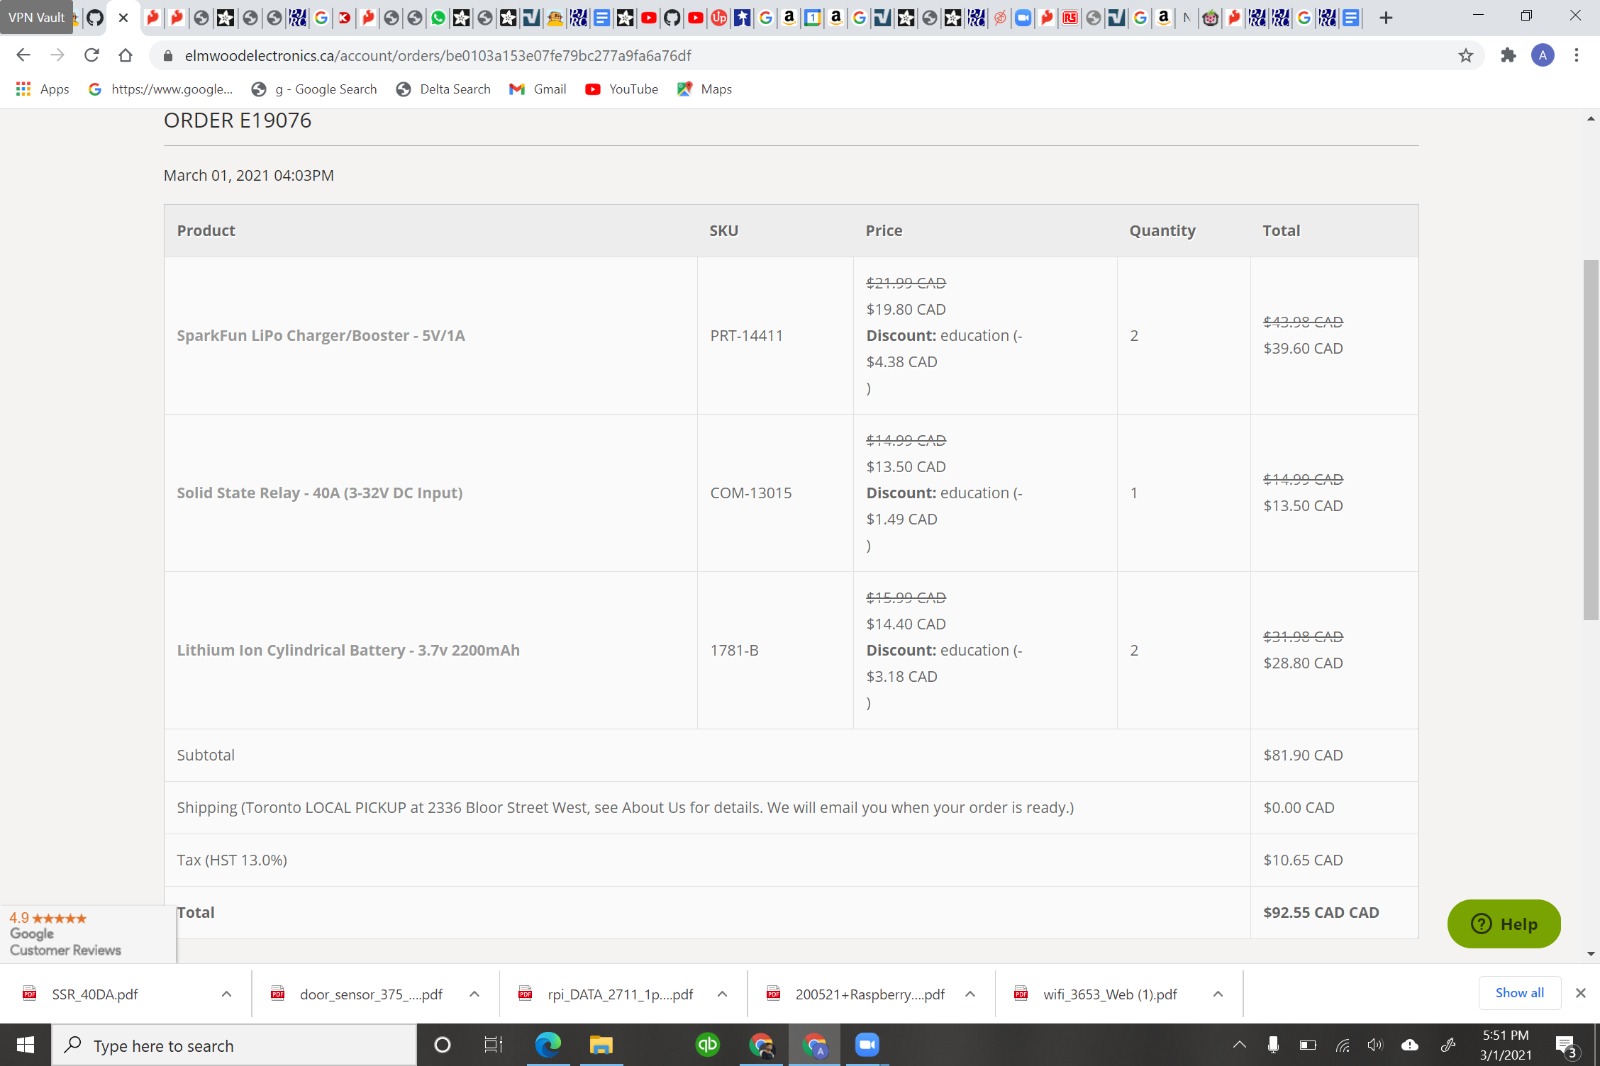 VPN Vault
elmwoodelectronics.ca/account/orders/be0103a153e07fe79bc277a9fa6a76df
A
Apps
https://www.google...
g - Google Search
Delta Search
Gmail
YouTube
Maps
ORDER E19076
March 01, 2021 04:03PM
Product SKU Price Quantity Total
SparkFun LiPo Charger/Booster - 5V/1A
PRT-14411
$21.99 CAD
$19.80 CAD
Discount: education (-
$4.38 CAD
)
2
$43.98 CAD
$39.60 CAD
Solid State Relay - 40A (3-32V DC Input)
COM-13015
$14.99 CAD
$13.50 CAD
Discount: education (-
$1.49 CAD
)
1
$14.99 CAD
$13.50 CAD
Lithium Ion Cylindrical Battery - 3.7v 2200mAh
1781-B
$15.99 CAD
$14.40 CAD
Discount: education (-
$3.18 CAD
)
2
$31.98 CAD
$28.80 CAD
Subtotal $81.90 CAD
Shipping (Toronto LOCAL PICKUP at 2336 Bloor Street West, see About Us for details. We will email you when your order is ready.) $0.00 CAD
Tax (HST 13.0%) $10.65 CAD
Total $92.55 CAD CAD
4.9 ★★★★★
Google
Customer Reviews
Help
SSR_40DA.pdf
door_sensor_375_....pdf
rpi_DATA_2711_1p....pdf
200521+Raspberry....pdf
wifi_3653_Web (1).pdf
Show all
Type here to search
qb
A
5:51 PM
3/1/2021
3